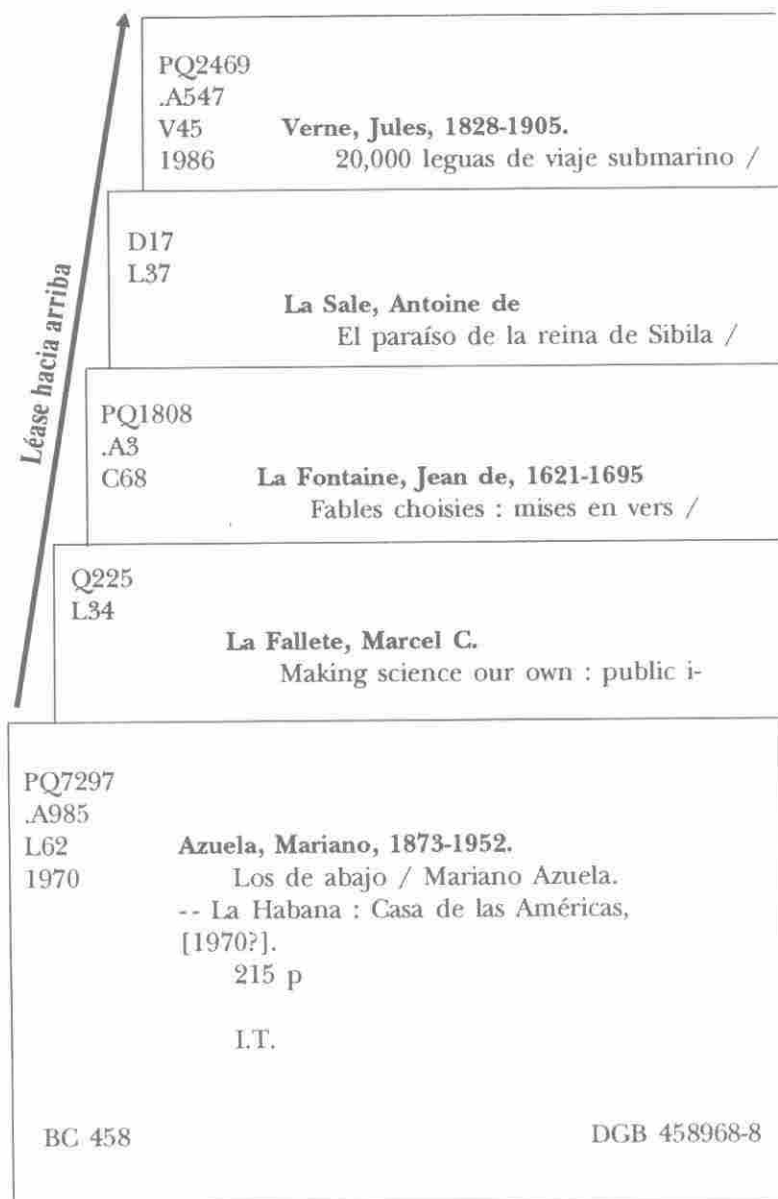 PQ2469
.A547
V45 Verne, Jules, 1828-1905.
1986 20,000 leguas de viaje submarino /
D17
L37
La Sale, Antoine de
El paraíso de la reina de Sibila /
PQ1808
.A3
C68 La Fontaine, Jean de, 1621-1695
Fables choisies : mises en vers /
Q225
L34
La Fallete, Marcel C.
Making science our own : public i-
PQ7297
.A985
L62 Azuela, Mariano, 1873-1952.
1970 Los de abajo / Mariano Azuela.
-- La Habana : Casa de las Américas,
[1970?].
215 p
I.T.
BC 458 DGB 458968-8
Léase hacia arriba